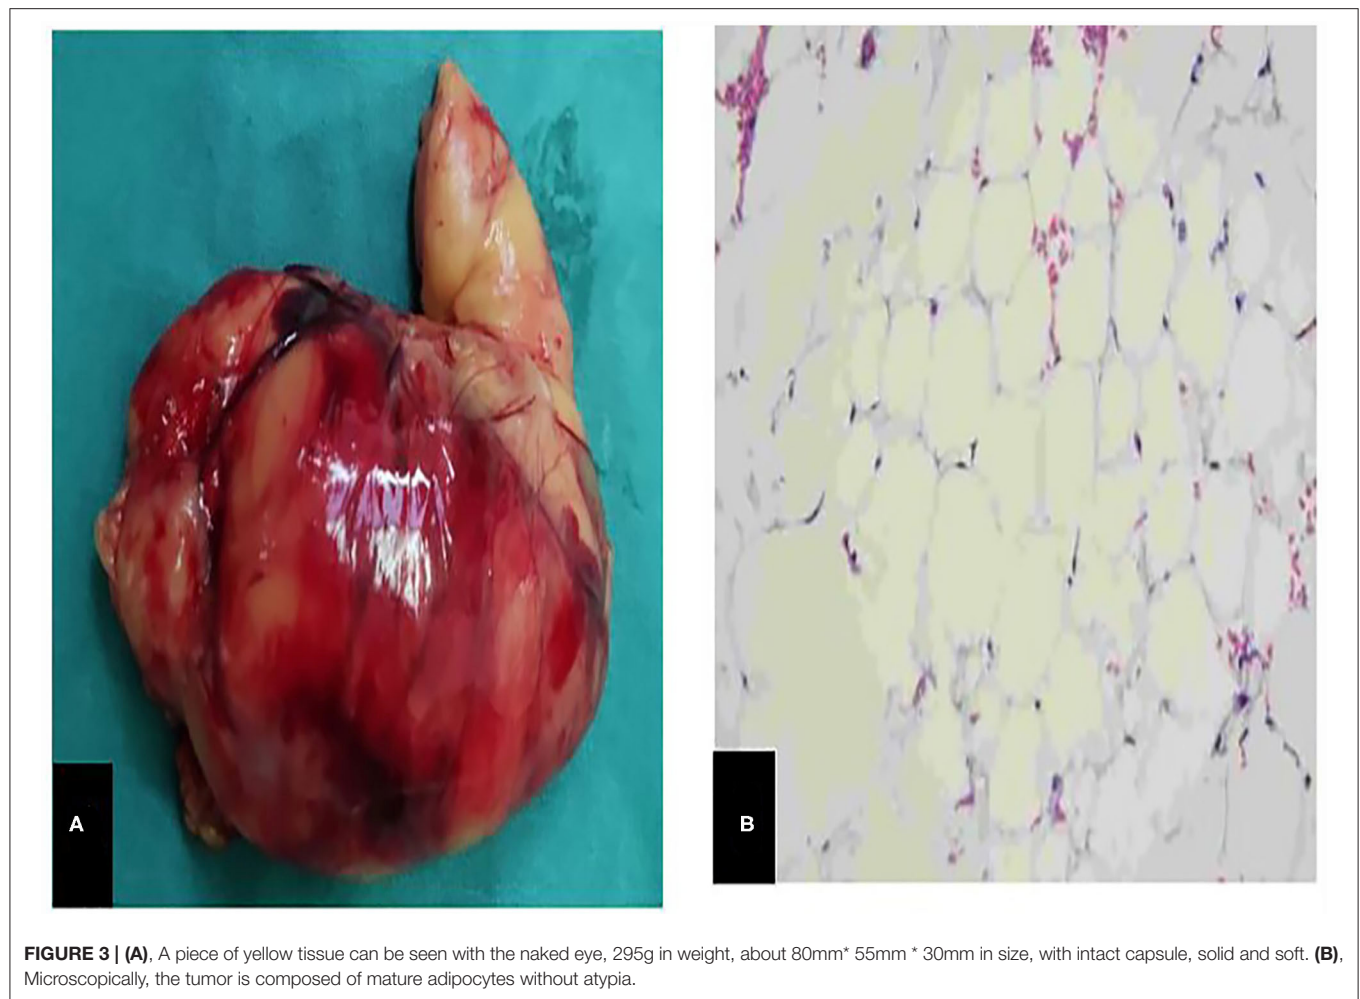 A
B
FIGURE 3 | (A), A piece of yellow tissue can be seen with the naked eye, 295g in weight, about 80mm* 55mm * 30mm in size, with intact capsule, solid and soft. (B),
Microscopically, the tumor is composed of mature adipocytes without atypia.